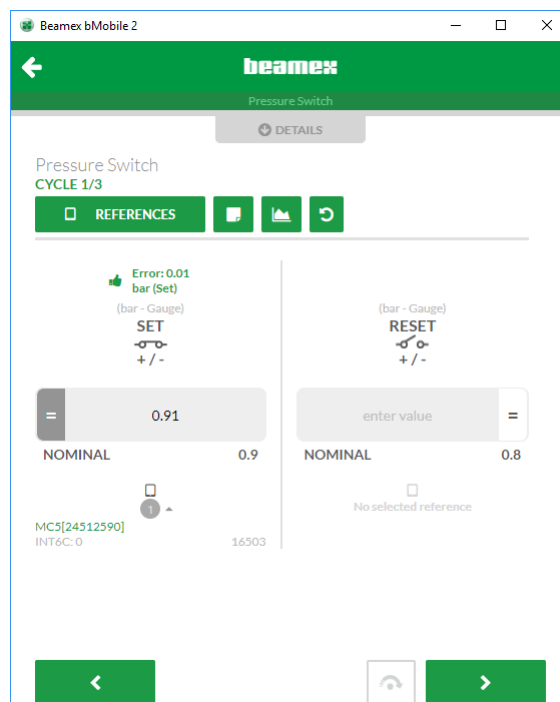 Beamex bMobile 2
beamex
Pressure Switch
DETAILS
Pressure Switch
CYCLE 1/3
REFERENCES
Error: 0.01
bar (Set)
(bar - Gauge)
SET
+ / -
= 0.91
NOMINAL 0.9
1
MC5[24512590]
INT6C: 0 16503
(bar - Gauge)
RESET
+ / -
enter value =
NOMINAL 0.8
No selected reference